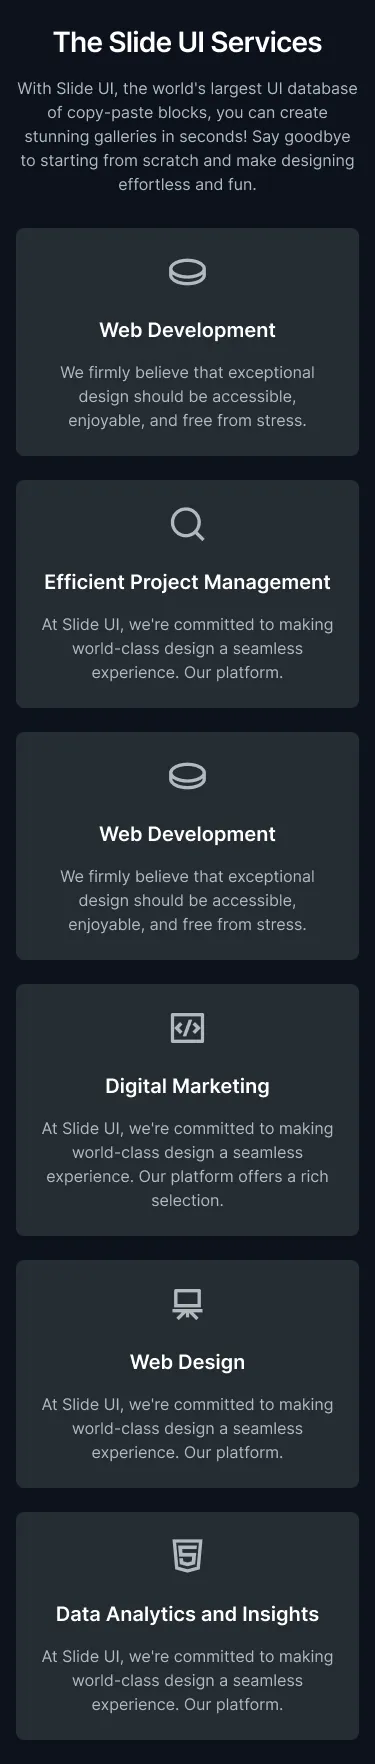 The Slide UI Services
With Slide UI, the world's largest UI database
of copy-paste blocks, you can create
stunning galleries in seconds! Say goodbye
to starting from scratch and make designing
effortless and fun.
Web Development
We firmly believe that exceptional
design should be accessible,
enjoyable, and free from stress.
Efficient Project Management
At Slide UI, we're committed to making
world-class design a seamless
experience. Our platform.
Web Development
We firmly believe that exceptional
design should be accessible,
enjoyable, and free from stress.
Digital Marketing
At Slide UI, we're committed to making
world-class design a seamless
experience. Our platform offers a rich
selection.
Web Design
At Slide UI, we're committed to making
world-class design a seamless
experience. Our platform.
Data Analytics and Insights
At Slide UI, we're committed to making
world-class design a seamless
experience. Our platform.